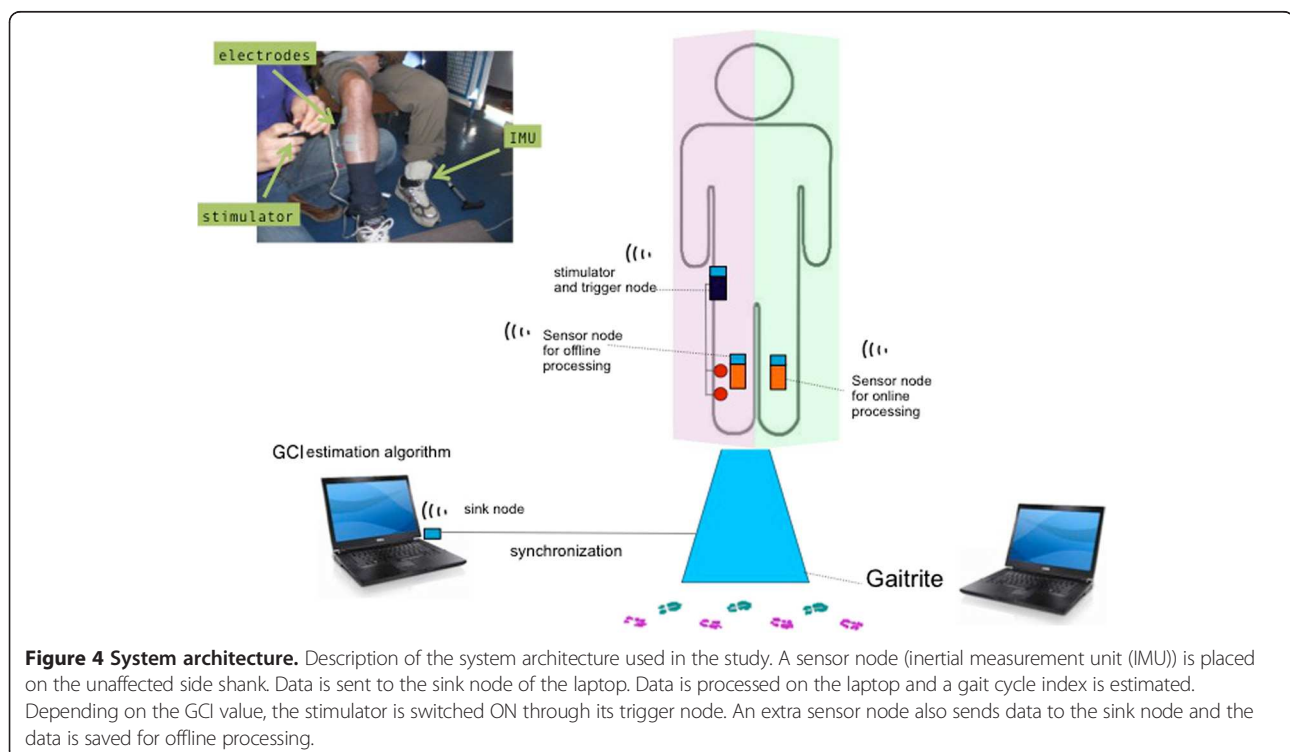 electrodes
IMU
stimulator
stimulator
and trigger node
Sensor node
for offline
processing
Sensor node
for online
processing
GCI estimation algorithm
sink node
synchronization
Gaitrite
Figure 4 System architecture. Description of the system architecture used in the study. A sensor node (inertial measurement unit (IMU)) is placed
on the unaffected side shank. Data is sent to the sink node of the laptop. Data is processed on the laptop and a gait cycle index is estimated.
Depending on the GCI value, the stimulator is switched ON through its trigger node. An extra sensor node also sends data to the sink node and the
data is saved for offline processing.